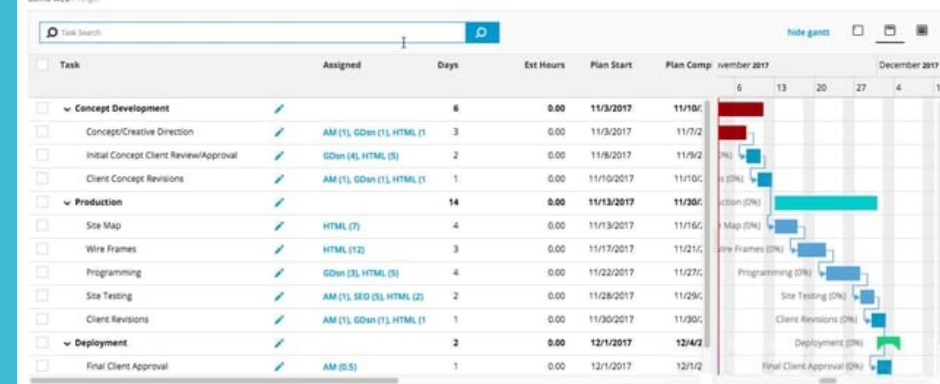 Task Search
hide gantt
Task Assigned Days Est Hours Plan Start Plan Comp vember 2017 December 2017
6 13 20 27 4
Concept Development 6 0.00 11/3/2017 11/10/
Concept/Creative Direction AM (1), GDsn (1), HTML (1 3 0.00 11/3/2017 11/7/2
Initial Concept Client Review/Approval GDsn (4), HTML (5) 2 0.00 11/8/2017 11/9/2
Client Concept Revisions AM (1), GDsn (1), HTML (1 1 0.00 11/10/2017 11/10/ s (0%)
Production 14 0.00 11/13/2017 11/30/ ction (0%)
Site Map HTML (7) 4 0.00 11/13/2017 11/16/ Map (0%)
Wire Frames HTML (12) 3 0.00 11/17/2017 11/21/ Wire Frames (0%)
Programming GDsn (3), HTML (5) 4 0.00 11/22/2017 11/27/ Programming (0%)
Site Testing AM (1), SEO (5), HTML (2) 2 0.00 11/28/2017 11/29/ Site Testing (0%)
Client Revisions AM (1), GDsn (1), HTML (1 1 0.00 11/30/2017 11/30/ Client Revisions (0%)
Deployment 2 0.00 12/1/2017 12/4/2 Deployment (0%)
Final Client Approval AM (0.5) 1 0.00 12/1/2017 12/1/2 Final Client Approval (0%)